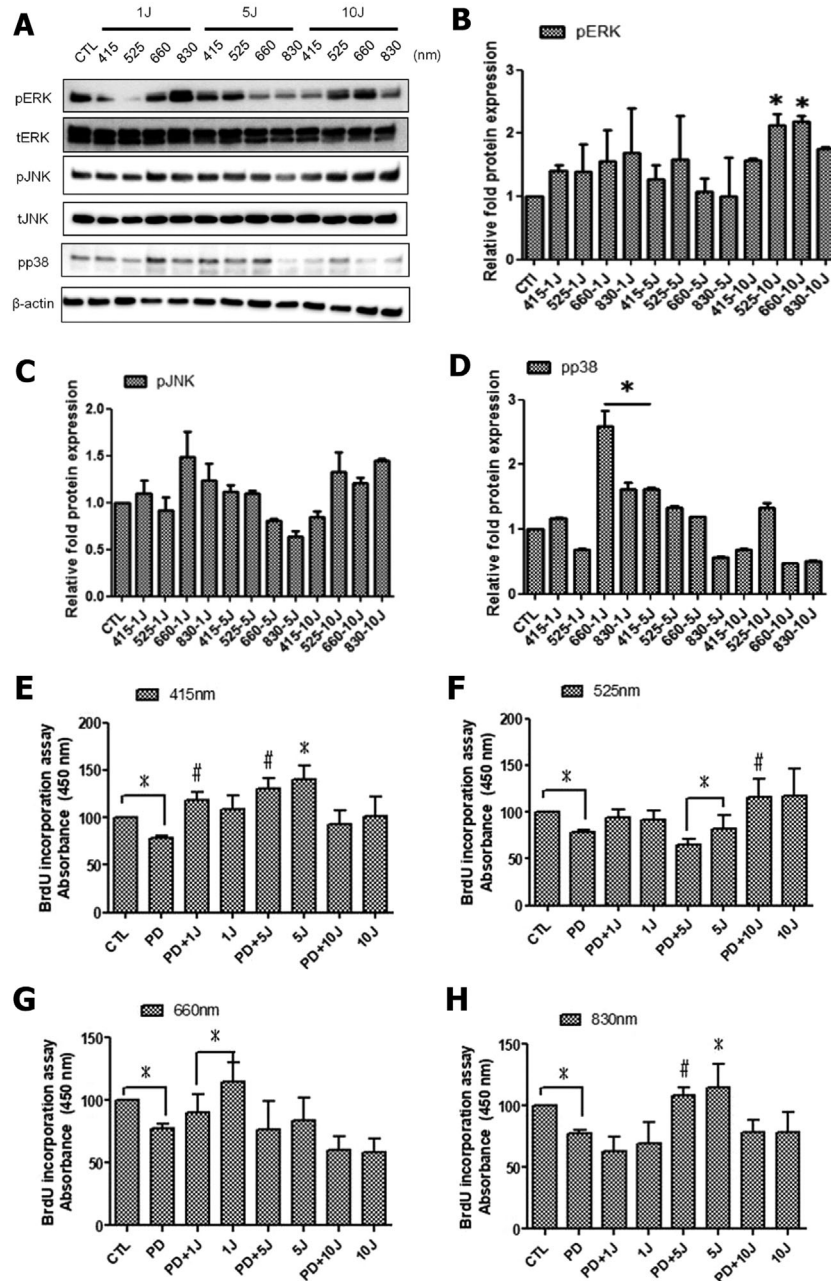 A
1J 5J 10J
CTL 415 525 660 830 415 525 660 830 415 525 660 830 (nm)
pERK
tERK
pJNK
tJNK
pp38
β-actin
B
pERK
Relative fold protein expression
3
2
1
0
* *
CTl 415-1J 525-1J 660-1J 830-1J 415-5J 525-5J 660-5J 830-5J 415-10J 525-10J 660-10J 830-10J
C
pJNK
Relative fold protein expression
2.0
1.5
1.0
0.5
0.0
CTL 415-1J 525-1J 660-1J 830-1J 415-5J 525-5J 660-5J 830-5J 415-10J 525-10J 660-10J 830-10J
D
pp38
Relative fold protein expression
3
2
1
0
*
CTL 415-1J 525-1J 660-1J 830-1J 415-5J 525-5J 660-5J 830-5J 415-10J 525-10J 660-10J 830-10J
E
415nm
BrdU incorporation assay
Absorbance (450 nm)
200
150
100
50
0
* # # *
CTL PD PD+1J 1J PD+5J 5J PD+10J 10J
F
525nm
BrdU incorporation assay
Absorbance (450 nm)
200
150
100
50
0
* * #
CTL PD PD+1J 1J PD+5J 5J PD+10J 10J
G
660nm
BrdU incorporation assay
Absorbance (450 nm)
150
100
50
0
* *
CTL PD PD+1J 1J PD+5J 5J PD+10J 10J
H
830nm
BrdU incorporation assay
Absorbance (450 nm)
150
100
50
0
* # *
CTL PD PD+1J 1J PD+5J 5J PD+10J 10J